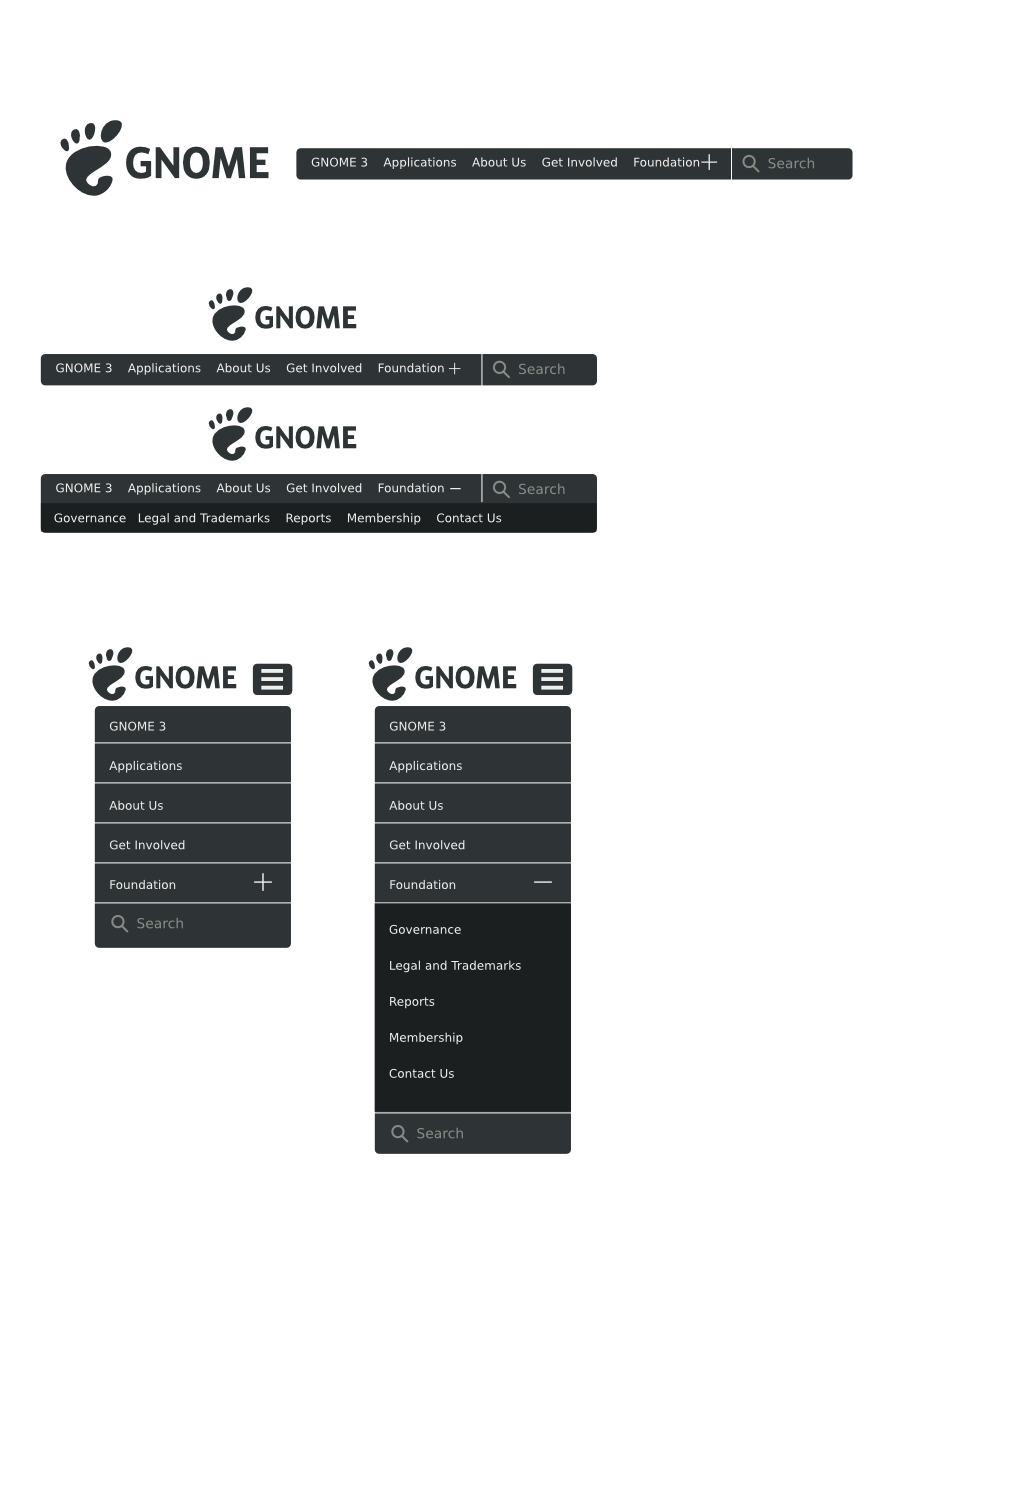 GNOME
GNOME 3 Applications About Us Get Involved Foundation Search
GNOME
GNOME 3 Applications About Us Get Involved Foundation Search
GNOME
GNOME 3 Applications About Us Get Involved Foundation Search
Governance Legal and Trademarks Reports Membership Contact Us
GNOME
GNOME 3
Applications
About Us
Get Involved
Foundation
Search
GNOME
GNOME 3
Applications
About Us
Get Involved
Foundation
Governance
Legal and Trademarks
Reports
Membership
Contact Us
Search